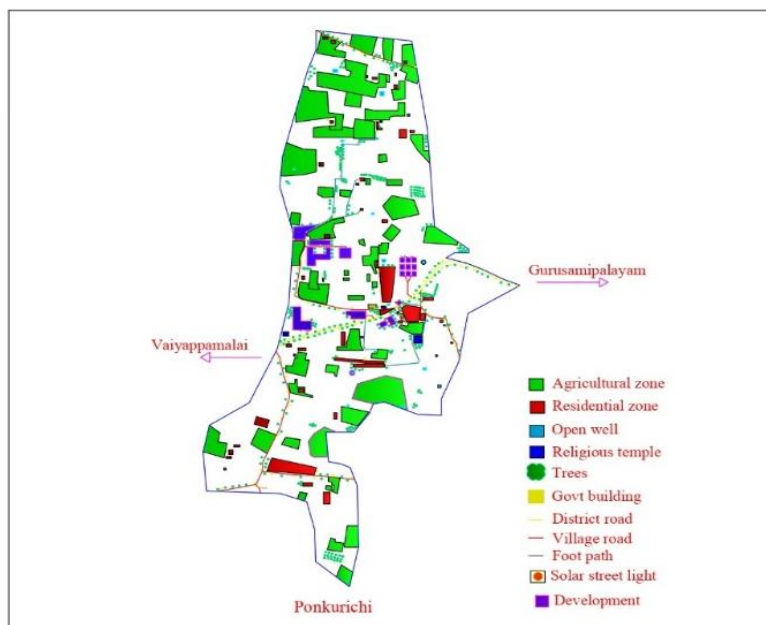 Gurusamipalayam
Vaiyappamalai
Agricultural zone
Residential zone
Open well
Religious temple
Trees
Govt building
District road
Village road
Foot path
Solar street light
Development
Ponkurichi